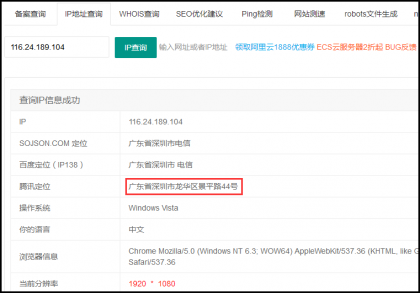 备案查询 IP地址查询 WHOIS查询 SEO优化建议 Ping检测 网站测速 robots文件生成
116.24.189.104 IP查询 输入网址或者IP地址 领取阿里云1888优惠券 ECS云服务器2折起 BUG反馈
查询IP信息成功
IP 116.24.189.104
SOJSON.COM 定位 广东省深圳市电信
百度定位（IP138） 广东省深圳市 电信
腾讯定位 广东省深圳市龙华区景平路44号
操作系统 Windows Vista
你的语言 中文
浏览器信息 Chrome Mozilla/5.0 (Windows NT 6.3; WOW64) AppleWebKit/537.36 (KHTML, like G
Safari/537.36
当前分辨率 1920 * 1080